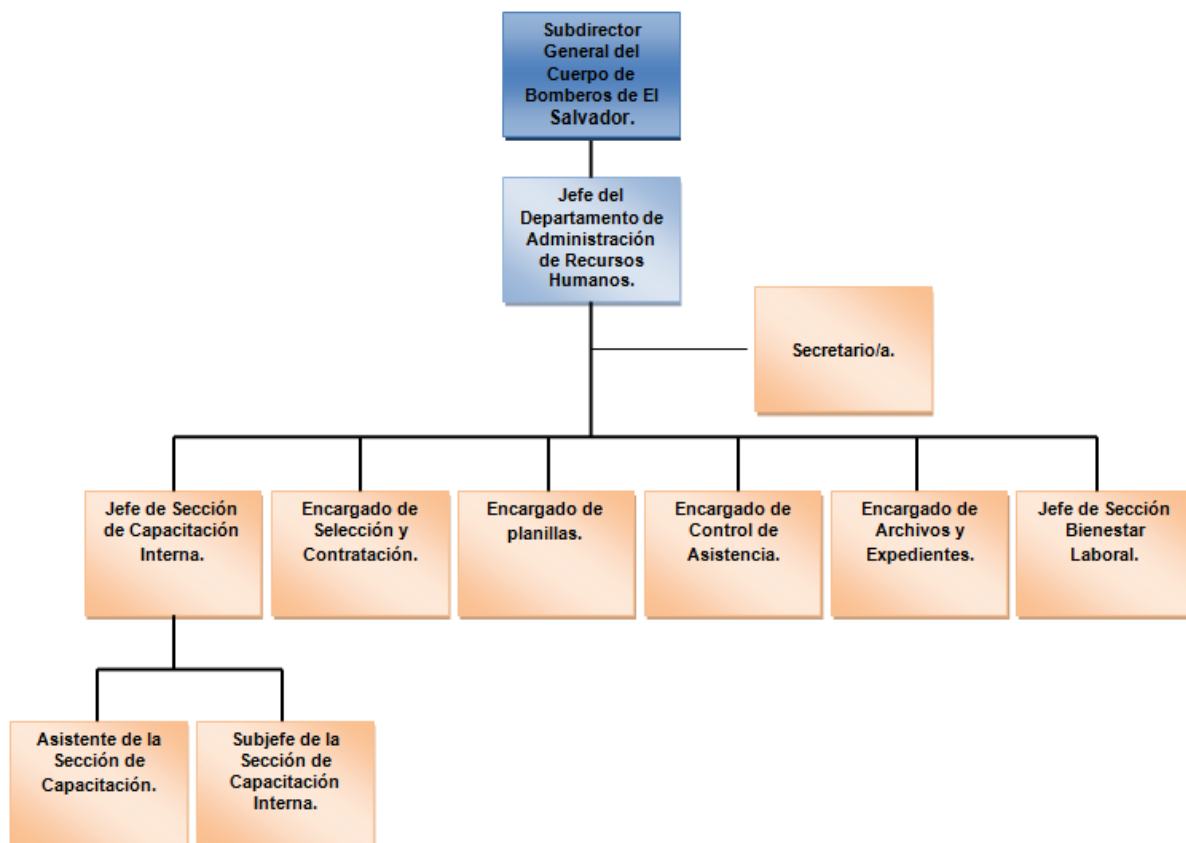 Subdirector
General del
Cuerpo de
Bomberos de El
Salvador.
Jefe del
Departamento de
Administración
de Recursos
Humanos.
Secretario/a.
Jefe de Sección
de Capacitación
Interna.
Encargado de
Selección y
Contratación.
Encargado de
planillas.
Encargado de
Control de
Asistencia.
Encargado de
Archivos y
Expedientes.
Jefe de Sección
Bienestar
Laboral.
Asistente de la
Sección de
Capacitación.
Subjefe de la
Sección de
Capacitación
Interna.